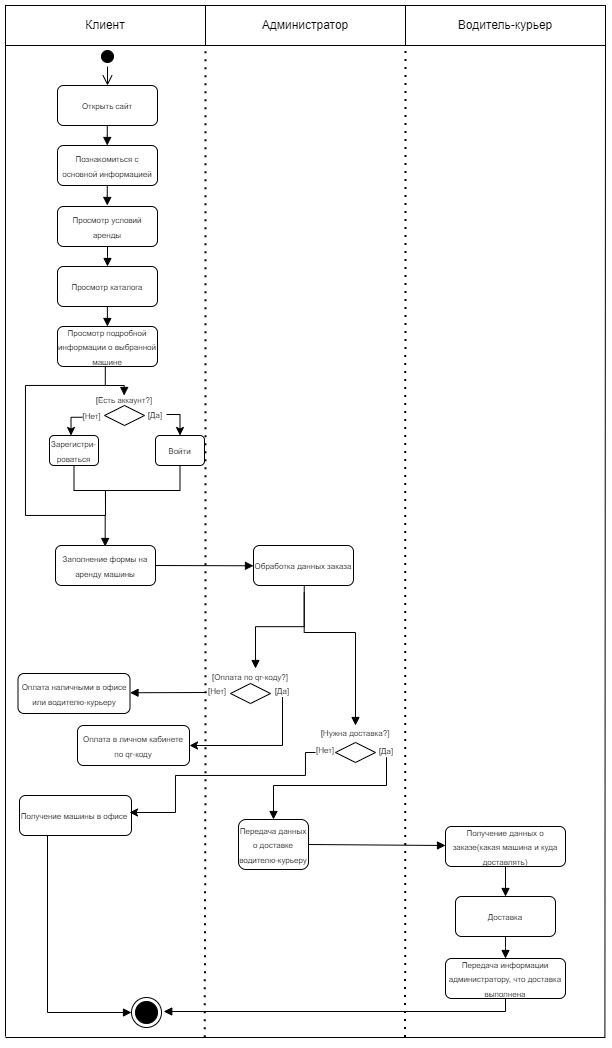 Клиент
Администратор
Водитель-курьер
Открыть сайт
Познакомиться с
основной информацией
Просмотр условий
аренды
Просмотр каталога
Просмотр подробной
информации о выбранной
машине
[Есть аккаунт?]
[Нет]
[Да]
Зарегистри-
роваться
Войти
Заполнение формы на
аренду машины
Обработка данных заказа
[Оплата по qr-коду?]
[Нет]
[Да]
Оплата наличными в офисе
или водителю-курьеру
Оплата в личном кабинете
по qr-коду
[Нужна доставка?]
[Нет]
[Да]
Получение машины в офисе
Передача данных
о доставке
водителю-курьеру
Получение данных о
заказе(какая машина и куда
доставлять)
Доставка
Передача информации
администратору, что доставка
выполнена